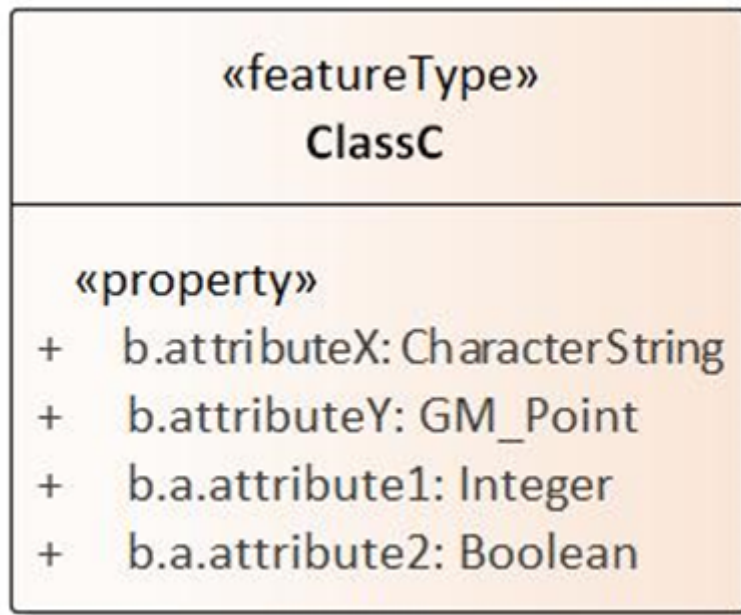 «featureType»
ClassC
«property»
+ b.attributeX: CharacterString
+ b.attributeY: GM_Point
+ b.a.attribute1: Integer
+ b.a.attribute2: Boolean